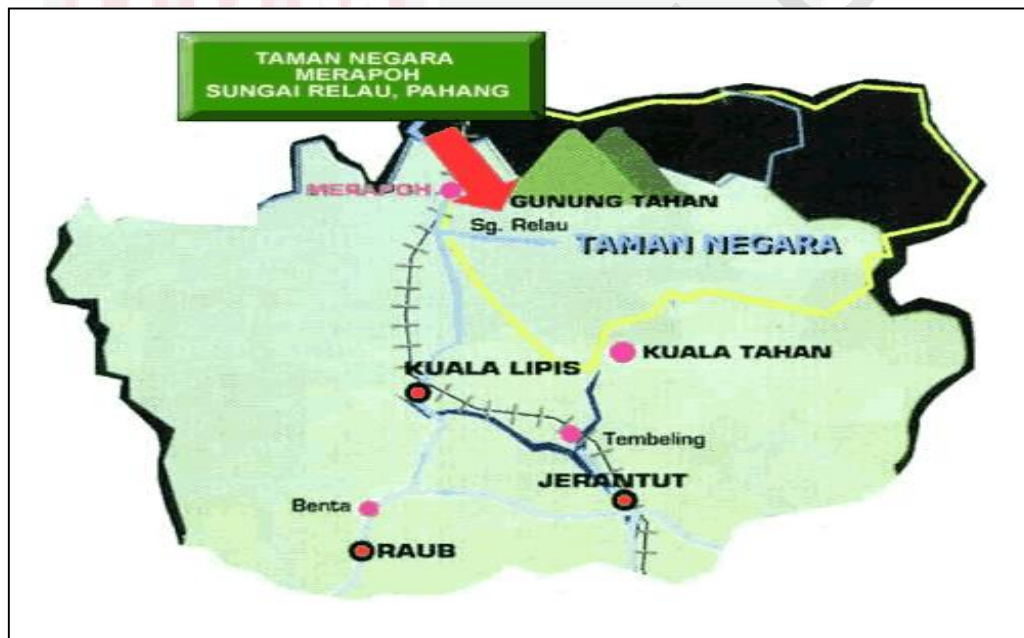 TAMAN NEGARA
MERAPOH
SUNGAI RELAU, PAHANG
MERAPOH
GUNUNG TAHAN
Sg. Relau
TAMAN NEGARA
KUALA TAHAN
KUALA LIPIS
Tembeling
JERANTUT
Benta
RAUB